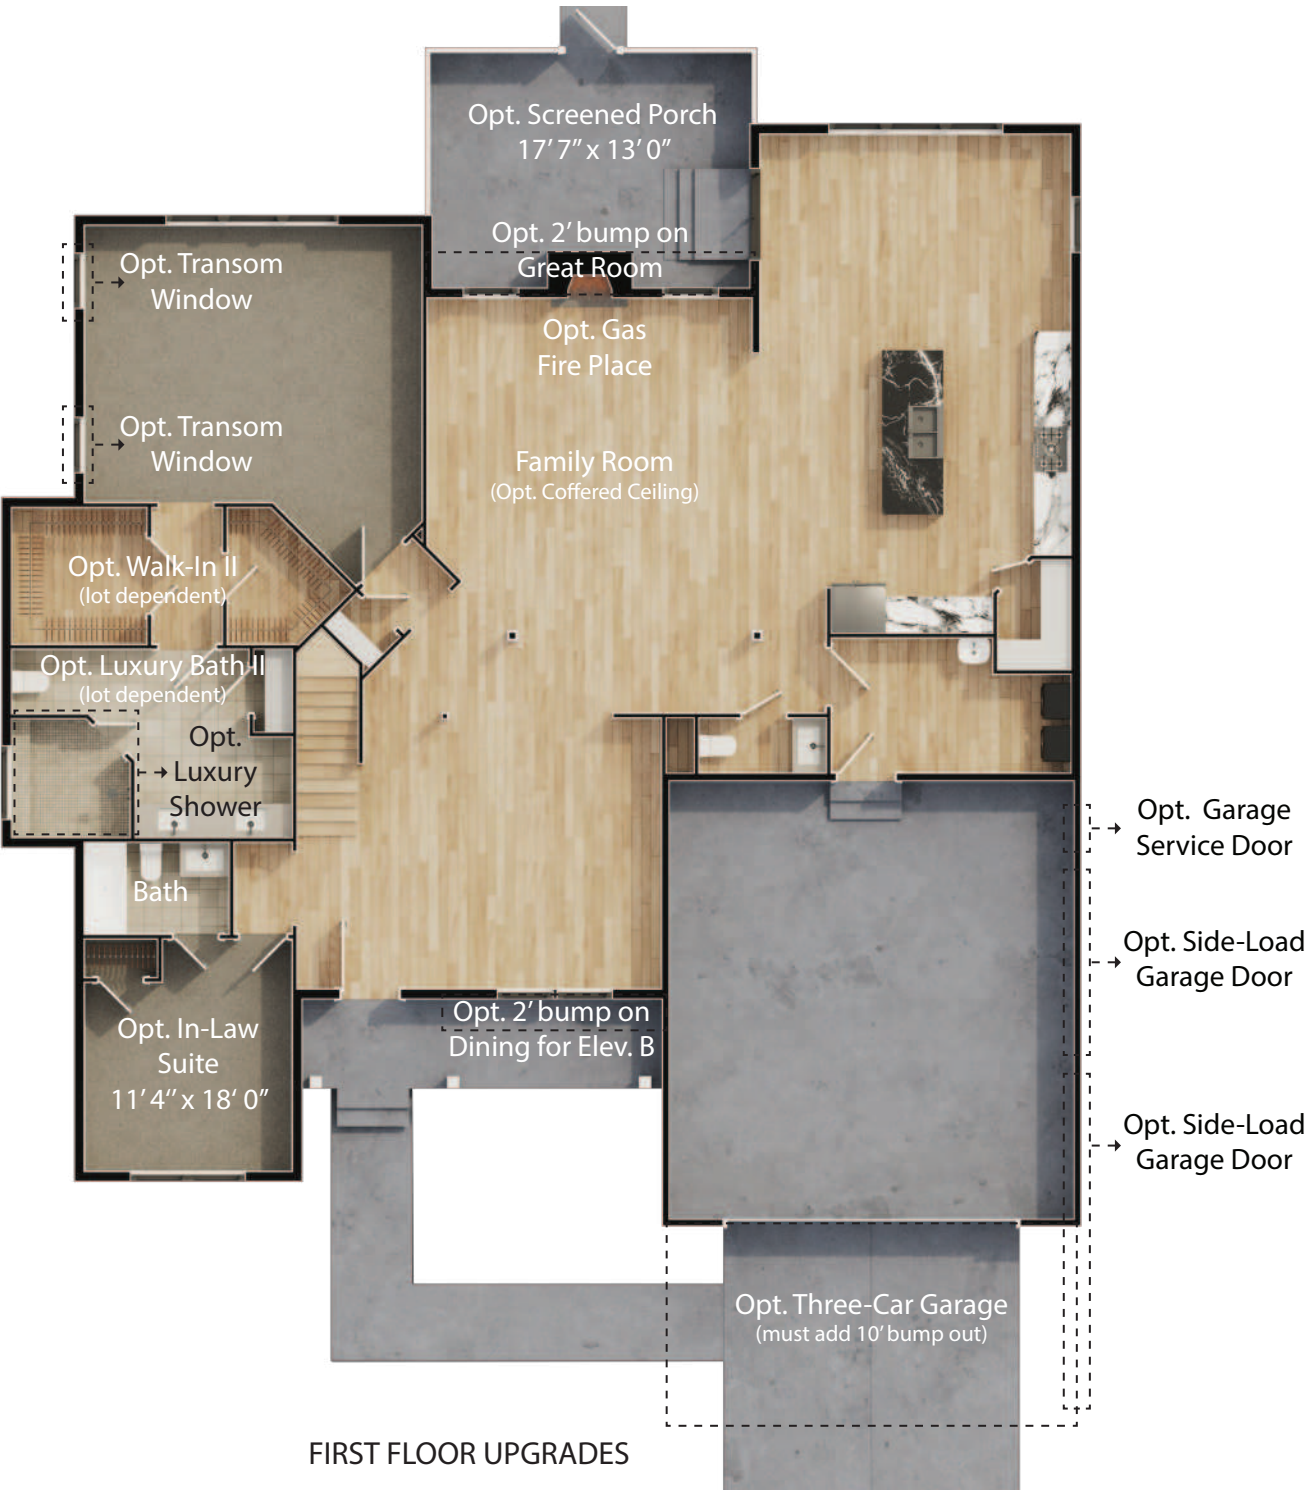 Opt. Screened Porch
17’ 7” x 13’ 0”
Opt. 2’ bump on
Great Room
Opt. Transom
Window
Opt. Gas
Fire Place
Opt. Transom
Window
Family Room
(Opt. Coffered Ceiling)
Opt. Walk-In II
(lot dependent)
Opt. Luxury Bath II
(lot dependent)
Opt.
Luxury
Shower
Opt. Garage
Service Door
Bath
Opt. Side-Load
Garage Door
Opt. 2’ bump on
Dining for Elev. B
Opt. In-Law
Suite
11’ 4’’ x 18‘ 0”
Opt. Side-Load
Garage Door
Opt. Three-Car Garage
(must add 10’ bump out)
FIRST FLOOR UPGRADES